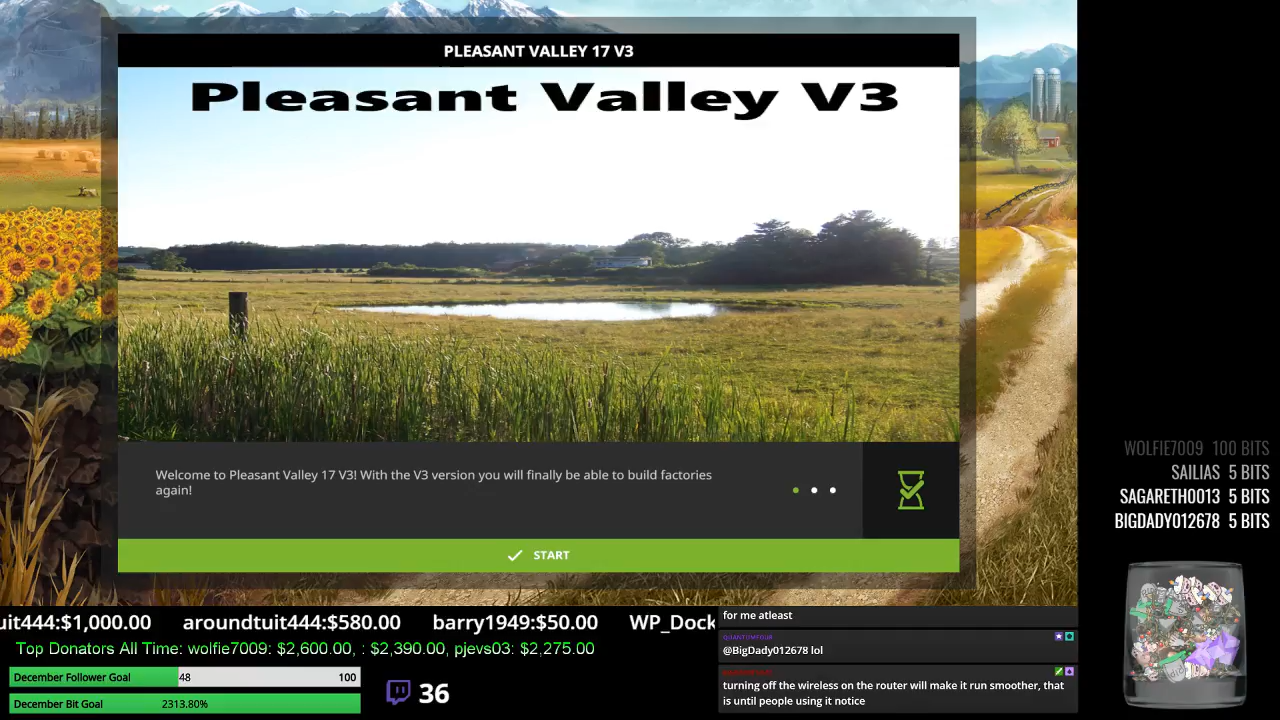 PLEASANT VALLEY 17 V3
Pleasant Valley V3
Welcome to Pleasant Valley 17 V3! With the V3 version you will finally be able to build factories
again!
START
WOLFIE7009 100 BITS
SAILIAS 5 BITS
SAGARETH0013 5 BITS
BIGDADY012678 5 BITS
uit444:$1,000.00 aroundtuit444:$580.00 barry1949:$50.00 WP_Dock
Top Donators All Time: wolfie7009: $2,600.00, : $2,390.00, pjevs03: $2,275.00
December Follower Goal 48 100
December Bit Goal 2313.80%
36
for me atleast
QUANTUMFOUR
@BigDady012678 lol
turning off the wireless on the router will make it run smoother, that
is until people using it notice